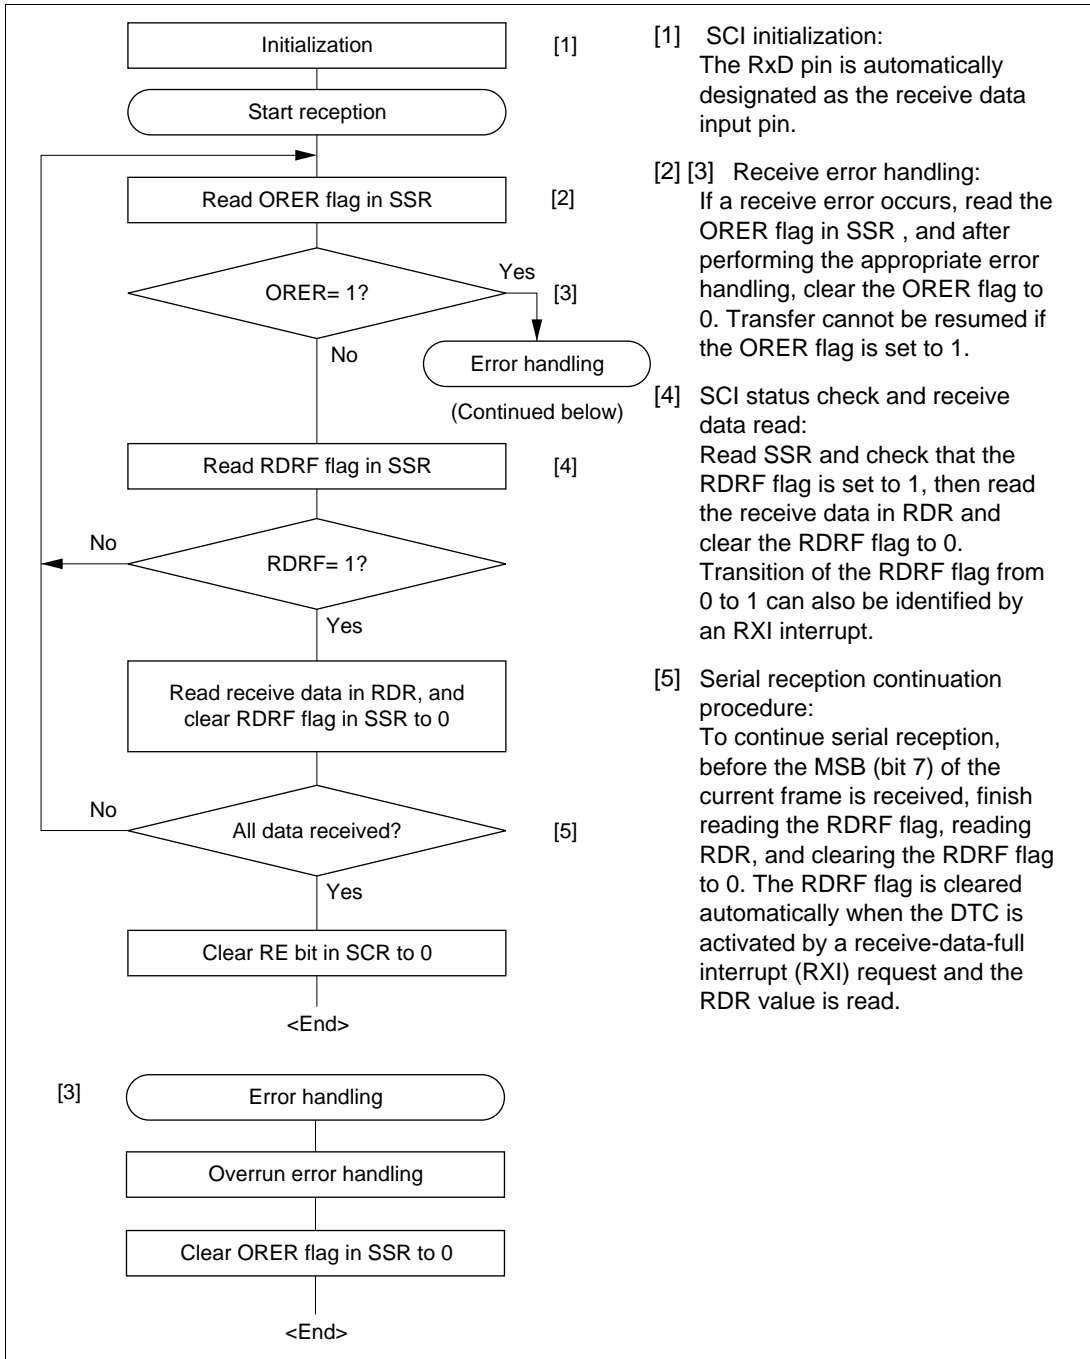 Initialization
[1]
Start reception
Read ORER flag in SSR
[2]
ORER= 1?
Yes
[3]
No
Error handling
(Continued below)
Read RDRF flag in SSR
[4]
No
RDRF= 1?
Yes
Read receive data in RDR, and
clear RDRF flag in SSR to 0
No
All data received?
[5]
Yes
Clear RE bit in SCR to 0
<End>
[3]
Error handling
Overrun error handling
Clear ORER flag in SSR to 0
<End>
[1] SCI initialization:
The RxD pin is automatically
designated as the receive data
input pin.
[2] [3] Receive error handling:
If a receive error occurs, read the
ORER flag in SSR , and after
performing the appropriate error
handling, clear the ORER flag to
0. Transfer cannot be resumed if
the ORER flag is set to 1.
[4] SCI status check and receive
data read:
Read SSR and check that the
RDRF flag is set to 1, then read
the receive data in RDR and
clear the RDRF flag to 0.
Transition of the RDRF flag from
0 to 1 can also be identified by
an RXI interrupt.
[5] Serial reception continuation
procedure:
To continue serial reception,
before the MSB (bit 7) of the
current frame is received, finish
reading the RDRF flag, reading
RDR, and clearing the RDRF flag
to 0. The RDRF flag is cleared
automatically when the DTC is
activated by a receive-data-full
interrupt (RXI) request and the
RDR value is read.